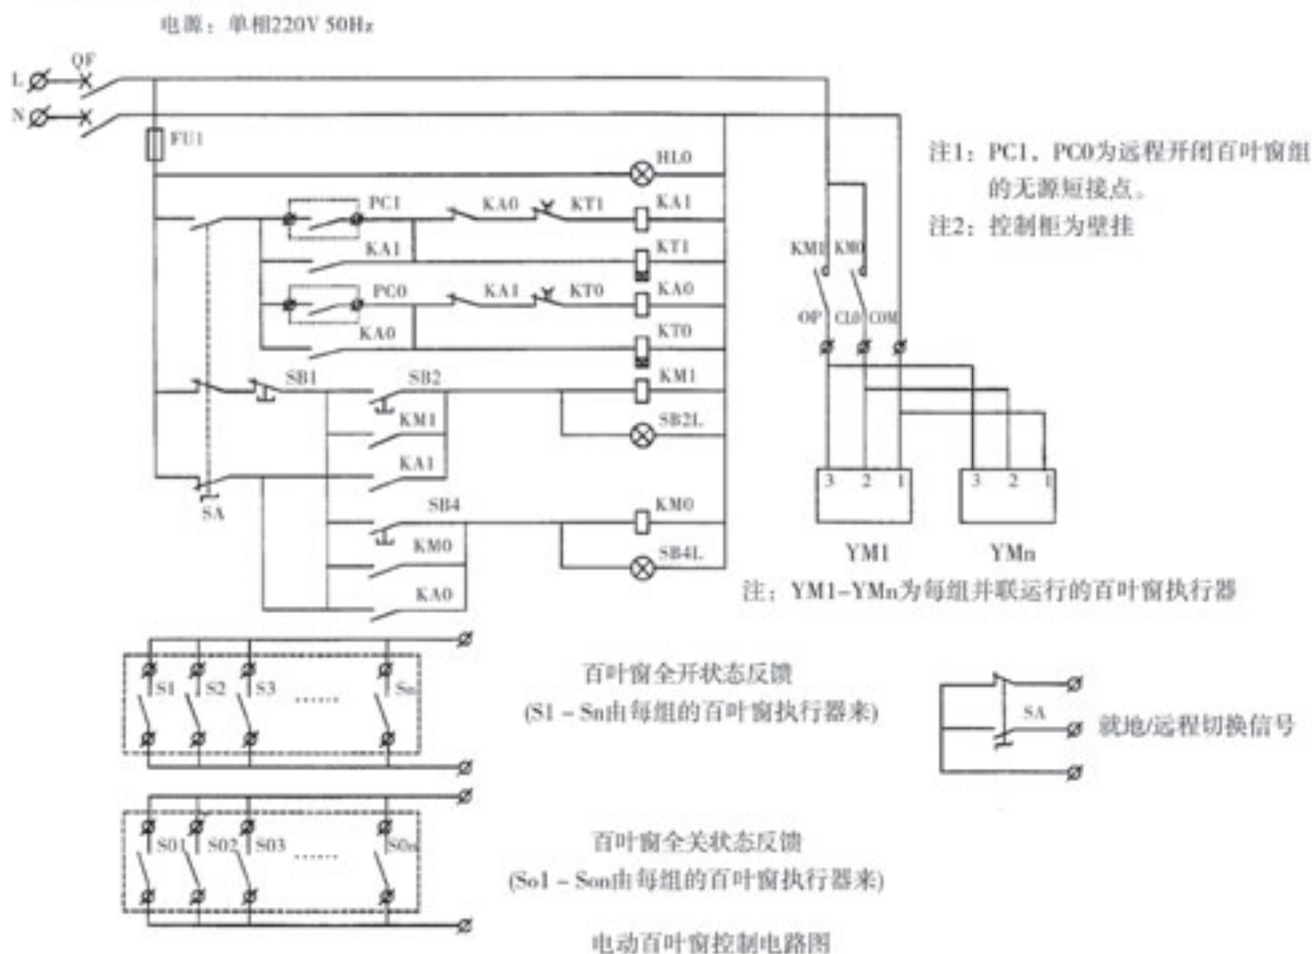 电源：单相220V 50Hz
QF
L
N
FU1
HL0
PC1 KA0 KT1 KA1
KA1 KT1
PC0 KA1 KT0 KA0
KA0 KT0
SB1 SB2 KM1
KM1 SB2L
KA1
SA
SB4 KM0
KM0 SB4L
KA0
注1：PC1、PC0为远程开闭百叶窗组
的无源短接点。
注2：控制柜为壁挂
KM1 KM0
OP CLO COM
3 2 1 3 2 1
YM1 YMn
注；YM1-YMn为每组并联运行的百叶窗执行器
S1 S2 S3 …… Sn
百叶窗全开状态反馈
(S1 – Sn由每组的百叶窗执行器来)
SA
就地/远程切换信号
S01 S02 S03 …… S0n
百叶窗全关状态反馈
(So1 – Son由每组的百叶窗执行器来)
电动百叶窗控制电路图